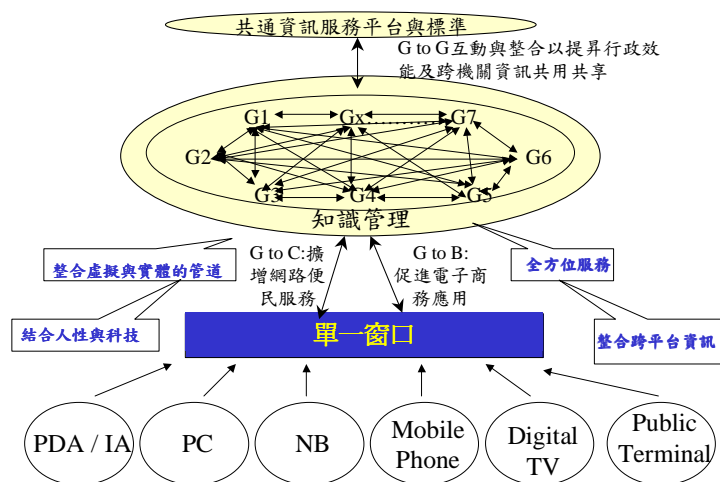 共通資訊服務平台與標準
G to G互動與整合以提昇行政效
能及跨機關資訊共用共享
G1 Gx........... G7
G2 G6
G3 G4 G5
知識管理
整合虛擬與實體的管道
G to C:擴
增網路便
民服務
G to B:
促進電子商
務應用
全方位服務
結合人性與科技
單一窗口
整合跨平台資訊
PDA / IA
PC
NB
Mobile
Phone
Digital
TV
Public
Terminal